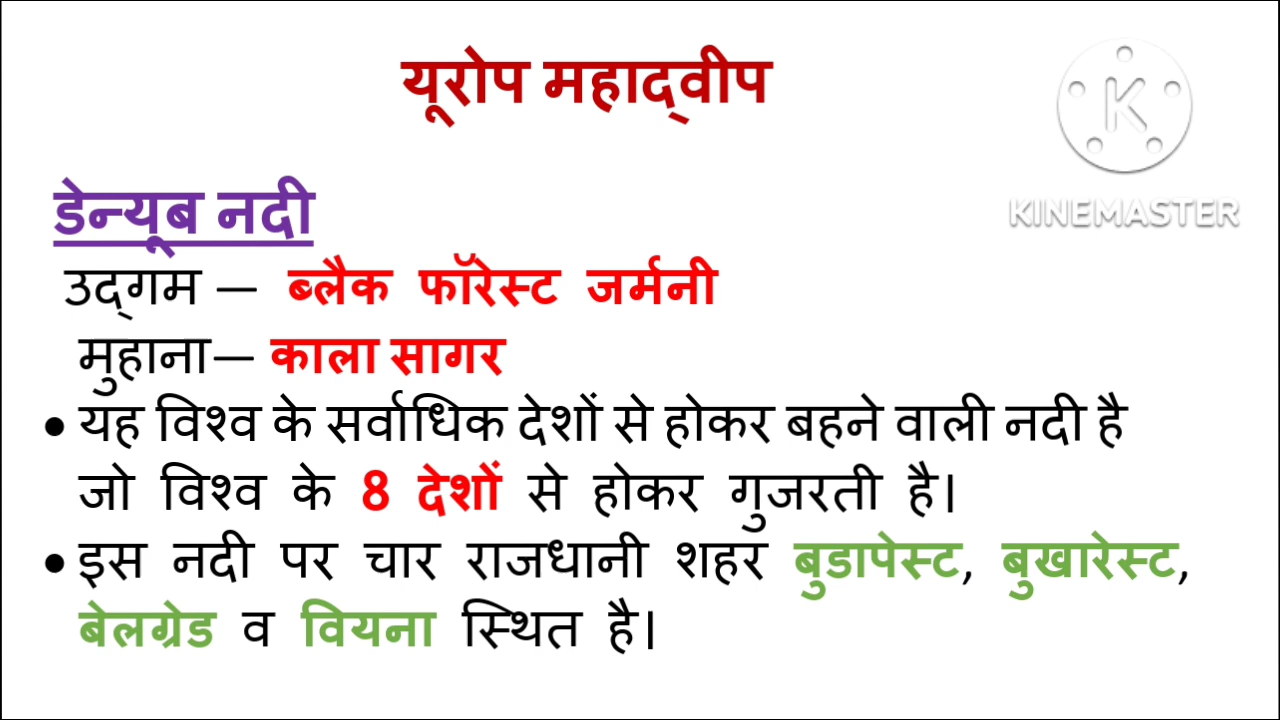 यूरोप महाद्वीप
K
KINEMASTER
डेन्यूब नदी
उद्गम — ब्लैक फॉरेस्ट जर्मनी
मुहाना— काला सागर
• यह विश्व के सर्वाधिक देशों से होकर बहने वाली नदी है
जो विश्व के 8 देशों से होकर गुजरती है।
• इस नदी पर चार राजधानी शहर बुडापेस्ट, बुखारेस्ट,
बेलग्रेड व वियना स्थित है।